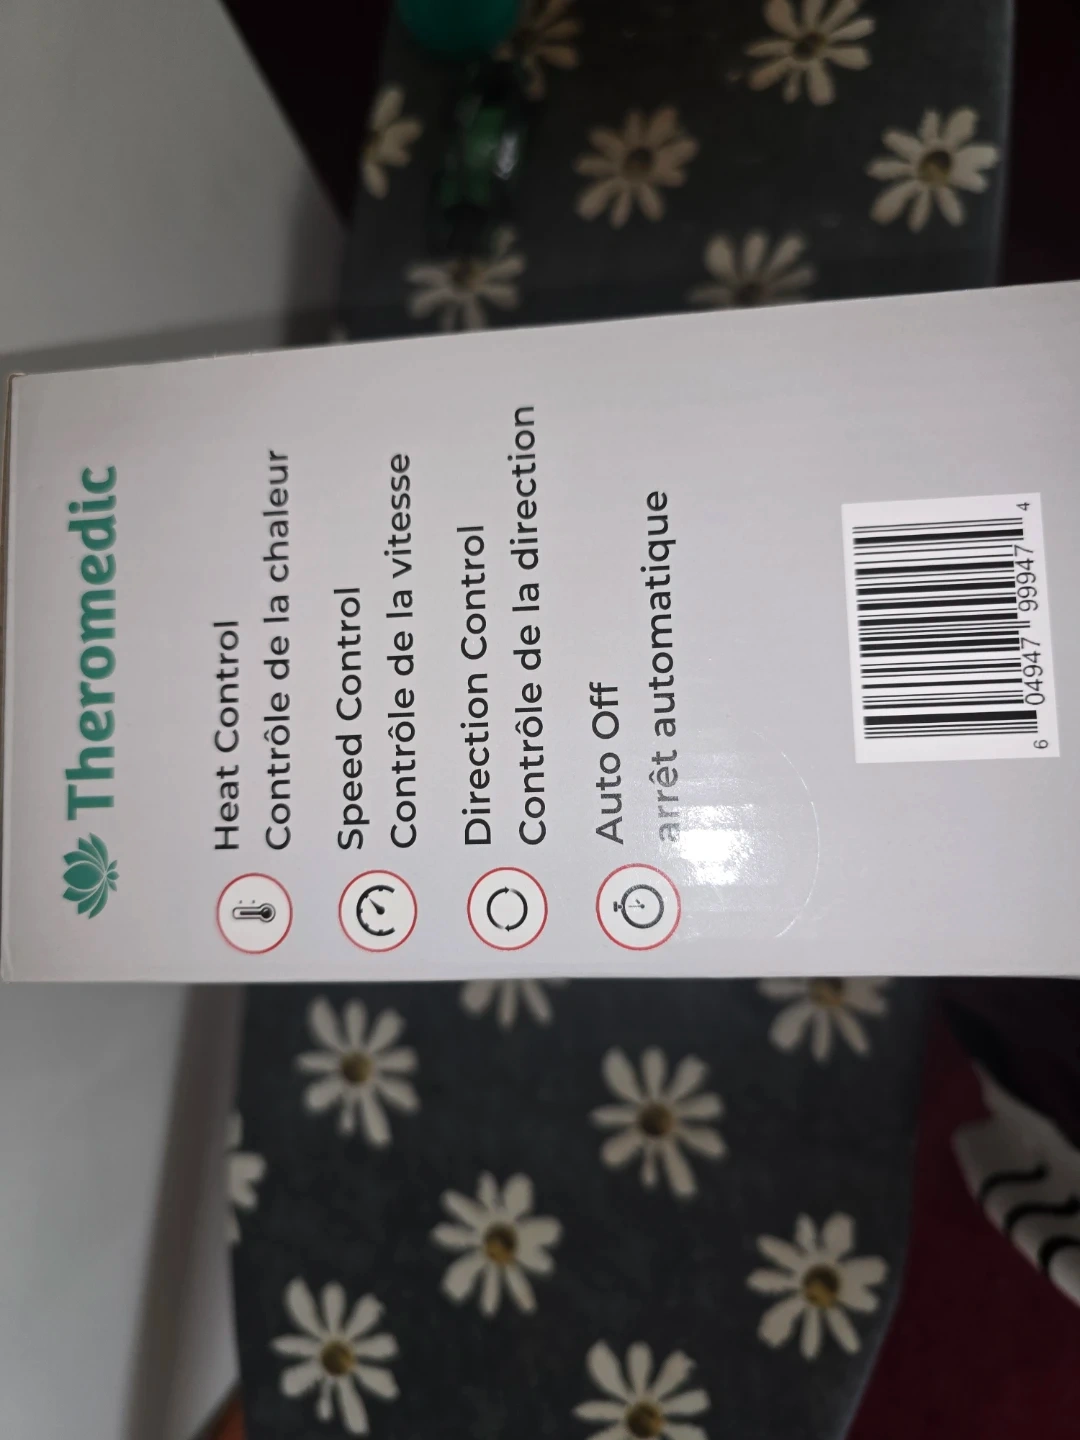 Theromedic
Heat Control
Contrôle de la chaleur
Speed Control
Contrôle de la vitesse
Direction Control
Contrôle de la direction
Auto Off
arrêt automatique
6 04947 99947 4